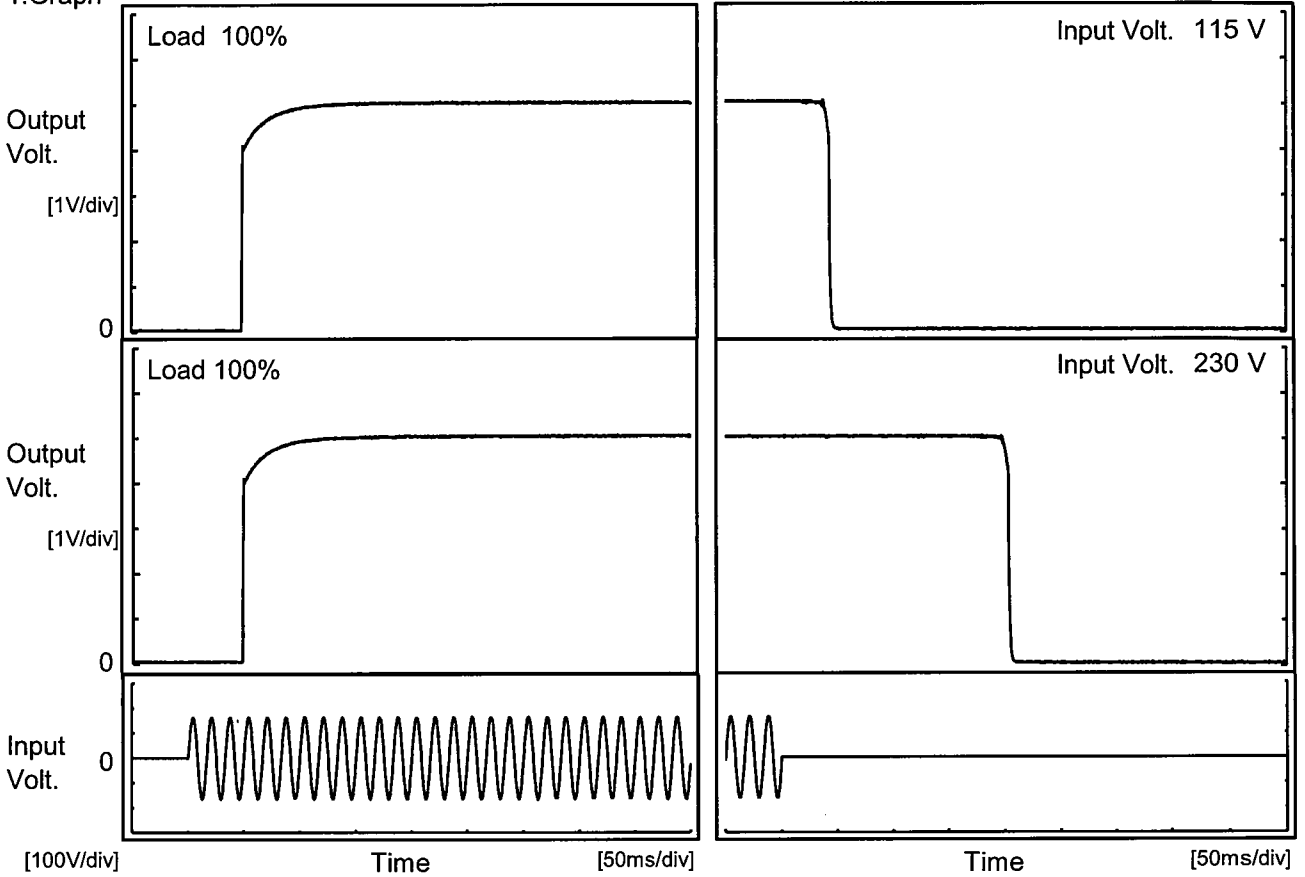 1.Graph
Load 100%
Input Volt. 115 V
Output
Volt.
[1V/div]
0
Load 100%
Input Volt. 230 V
Output
Volt.
[1V/div]
0
Input
Volt.
0
[100V/div]
Time
[50ms/div]
Time
[50ms/div]